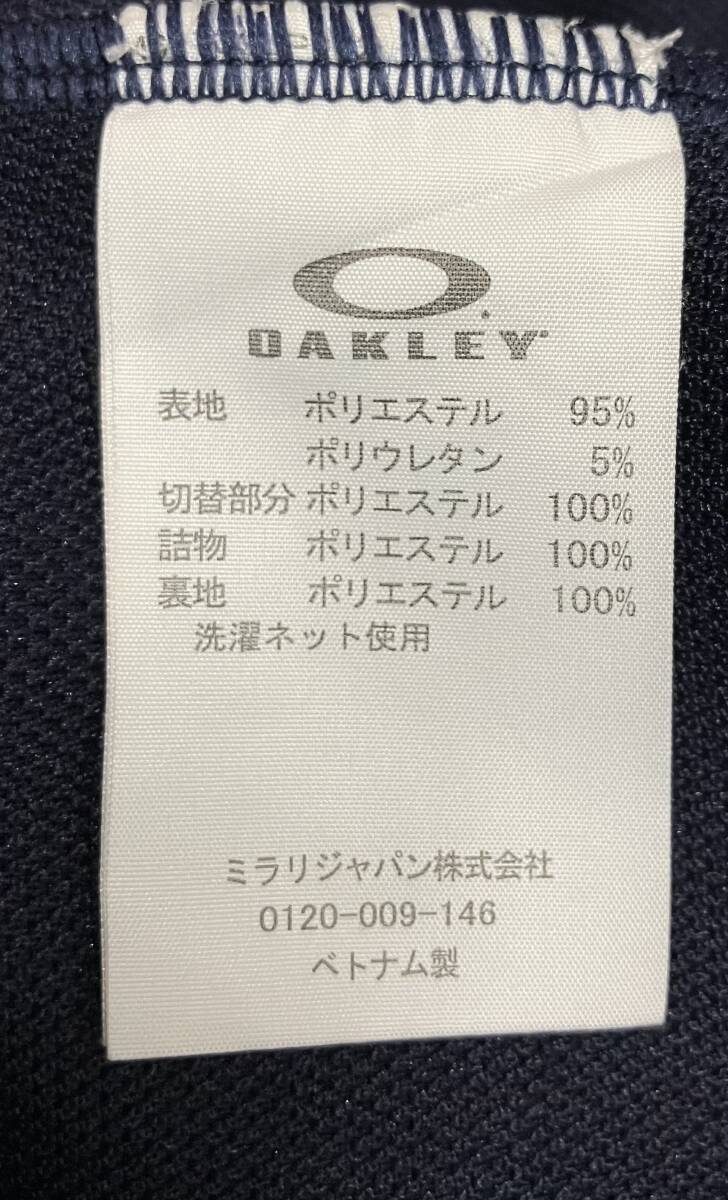 OAKLEY
表地 ポリエステル 95%
ポリウレタン 5%
切替部分 ポリエステル 100%
詰物 ポリエステル 100%
裏地 ポリエステル 100%
洗濯ネット使用
ミラリジャパン株式会社
0120-009-146
ベトナム製